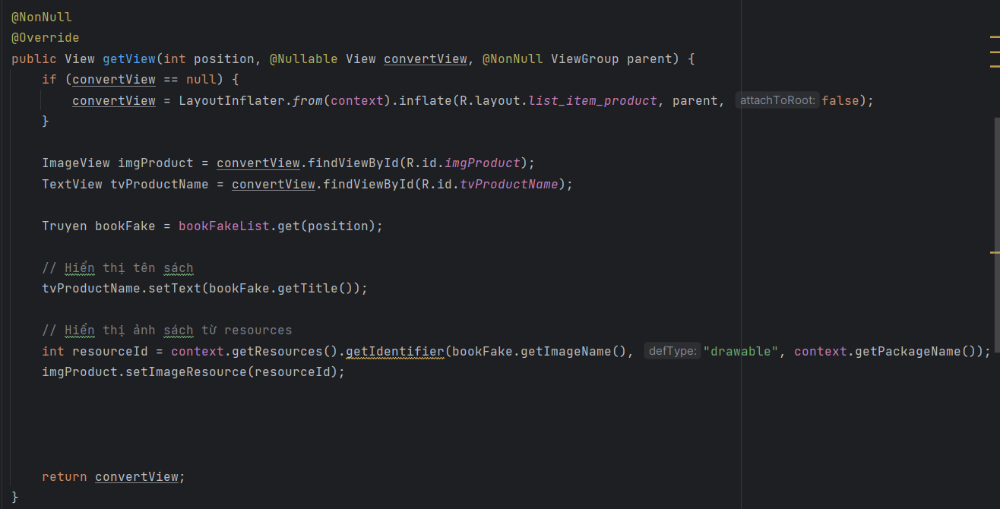 @NonNull
@Override
public View getView(int position, @Nullable View convertView, @NonNull ViewGroup parent) {
    if (convertView == null) {
        convertView = LayoutInflater.from(context).inflate(R.layout.list_item_product, parent, attachToRoot: false);
    }

    ImageView imgProduct = convertView.findViewById(R.id.imgProduct);
    TextView tvProductName = convertView.findViewById(R.id.tvProductName);

    Truyen bookFake = bookFakeList.get(position);

    // Hiển thị tên sách
    tvProductName.setText(bookFake.getTitle());

    // Hiển thị ảnh sách từ resources
    int resourceId = context.getResources().getIdentifier(bookFake.getImageName(), defType: "drawable", context.getPackageName());
    imgProduct.setImageResource(resourceId);

    return convertView;
}